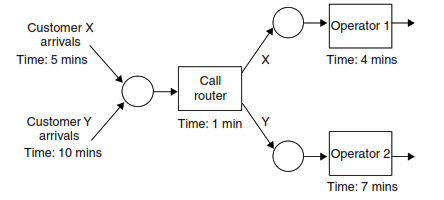 Customer X
arrivals
Time: 5 mins
Customer Y
arrivals
Time: 10 mins
Call
router
Time: 1 min
X
Y
Operator 1
Time: 4 mins
Operator 2
Time: 7 mins